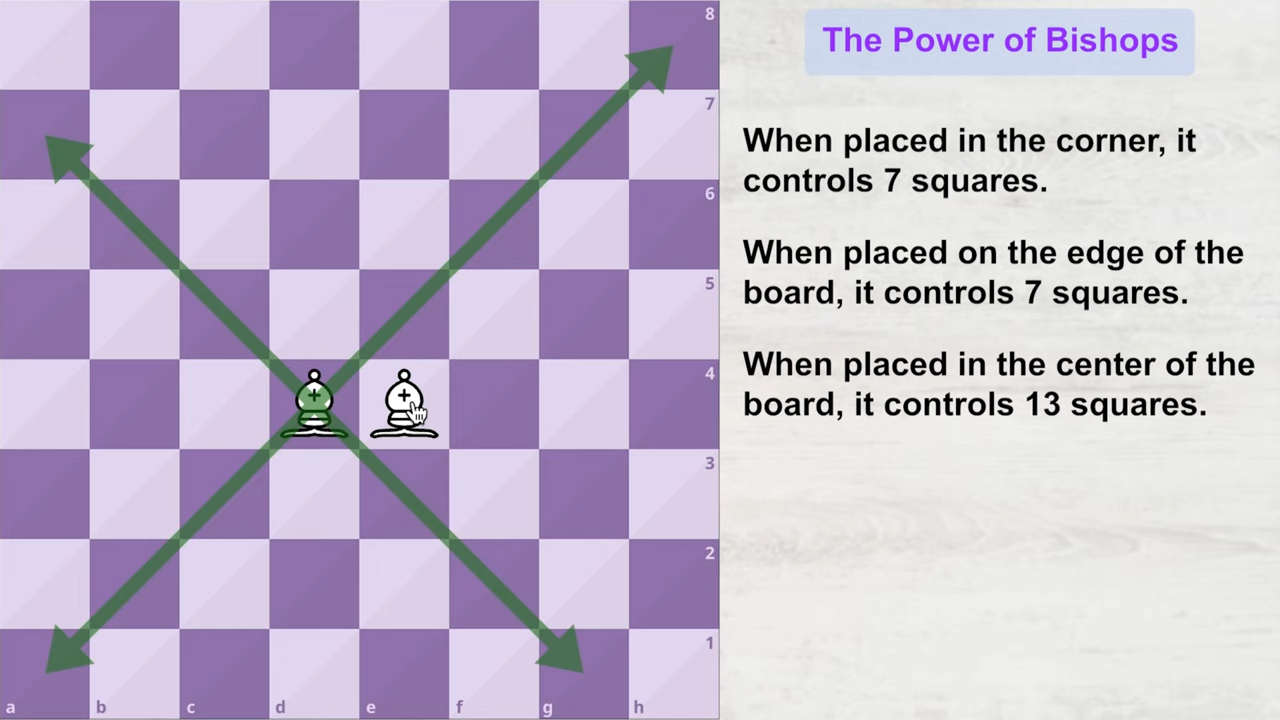 The Power of Bishops
When placed in the corner, it
controls 7 squares.
When placed on the edge of the
board, it controls 7 squares.
When placed in the center of the
board, it controls 13 squares.
8
7
6
5
4
3
2
1
a b c d e f g h